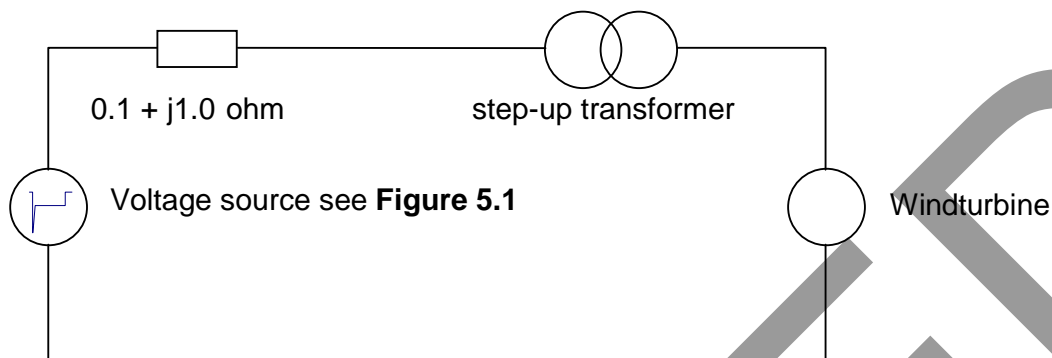 0.1 + j1.0 ohm
step-up transformer
Voltage source see Figure 5.1
Windturbine